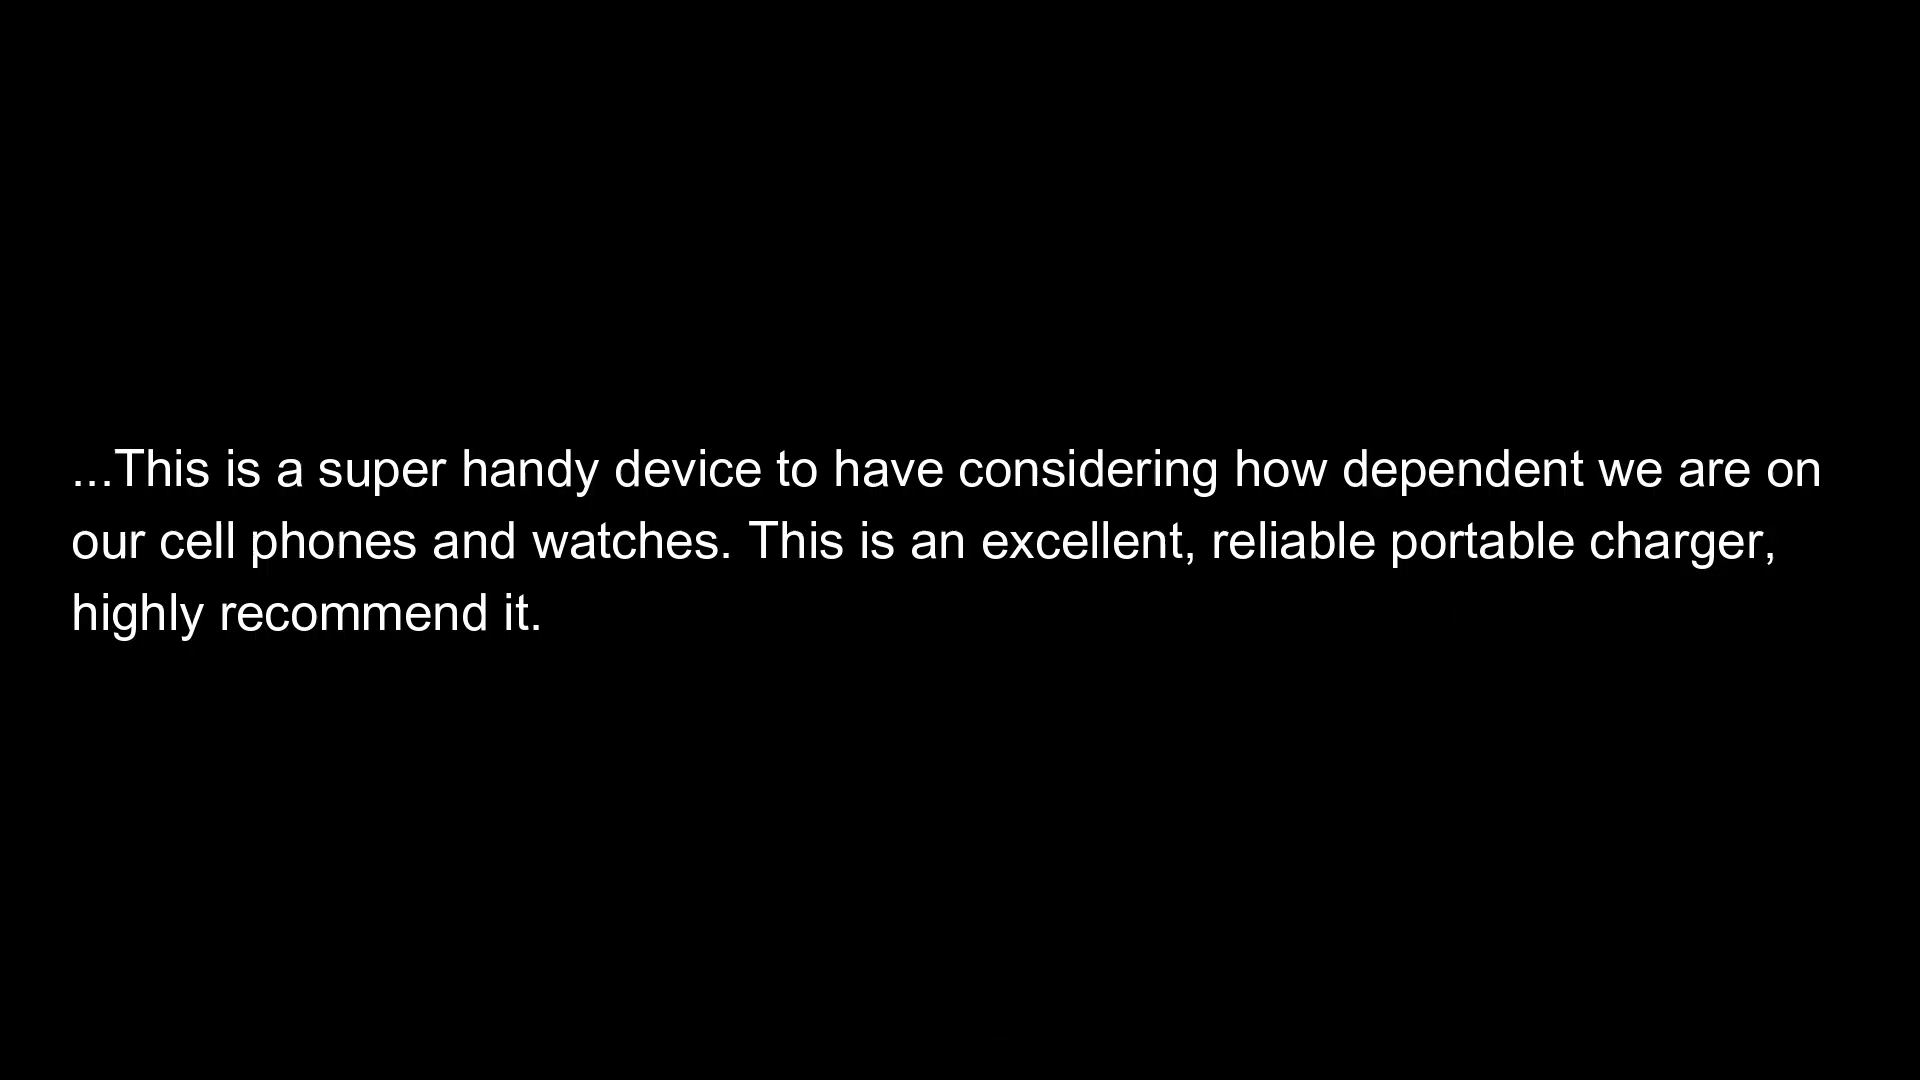 ...This is a super handy device to have considering how dependent we are on
our cell phones and watches. This is an excellent, reliable portable charger,
highly recommend it.